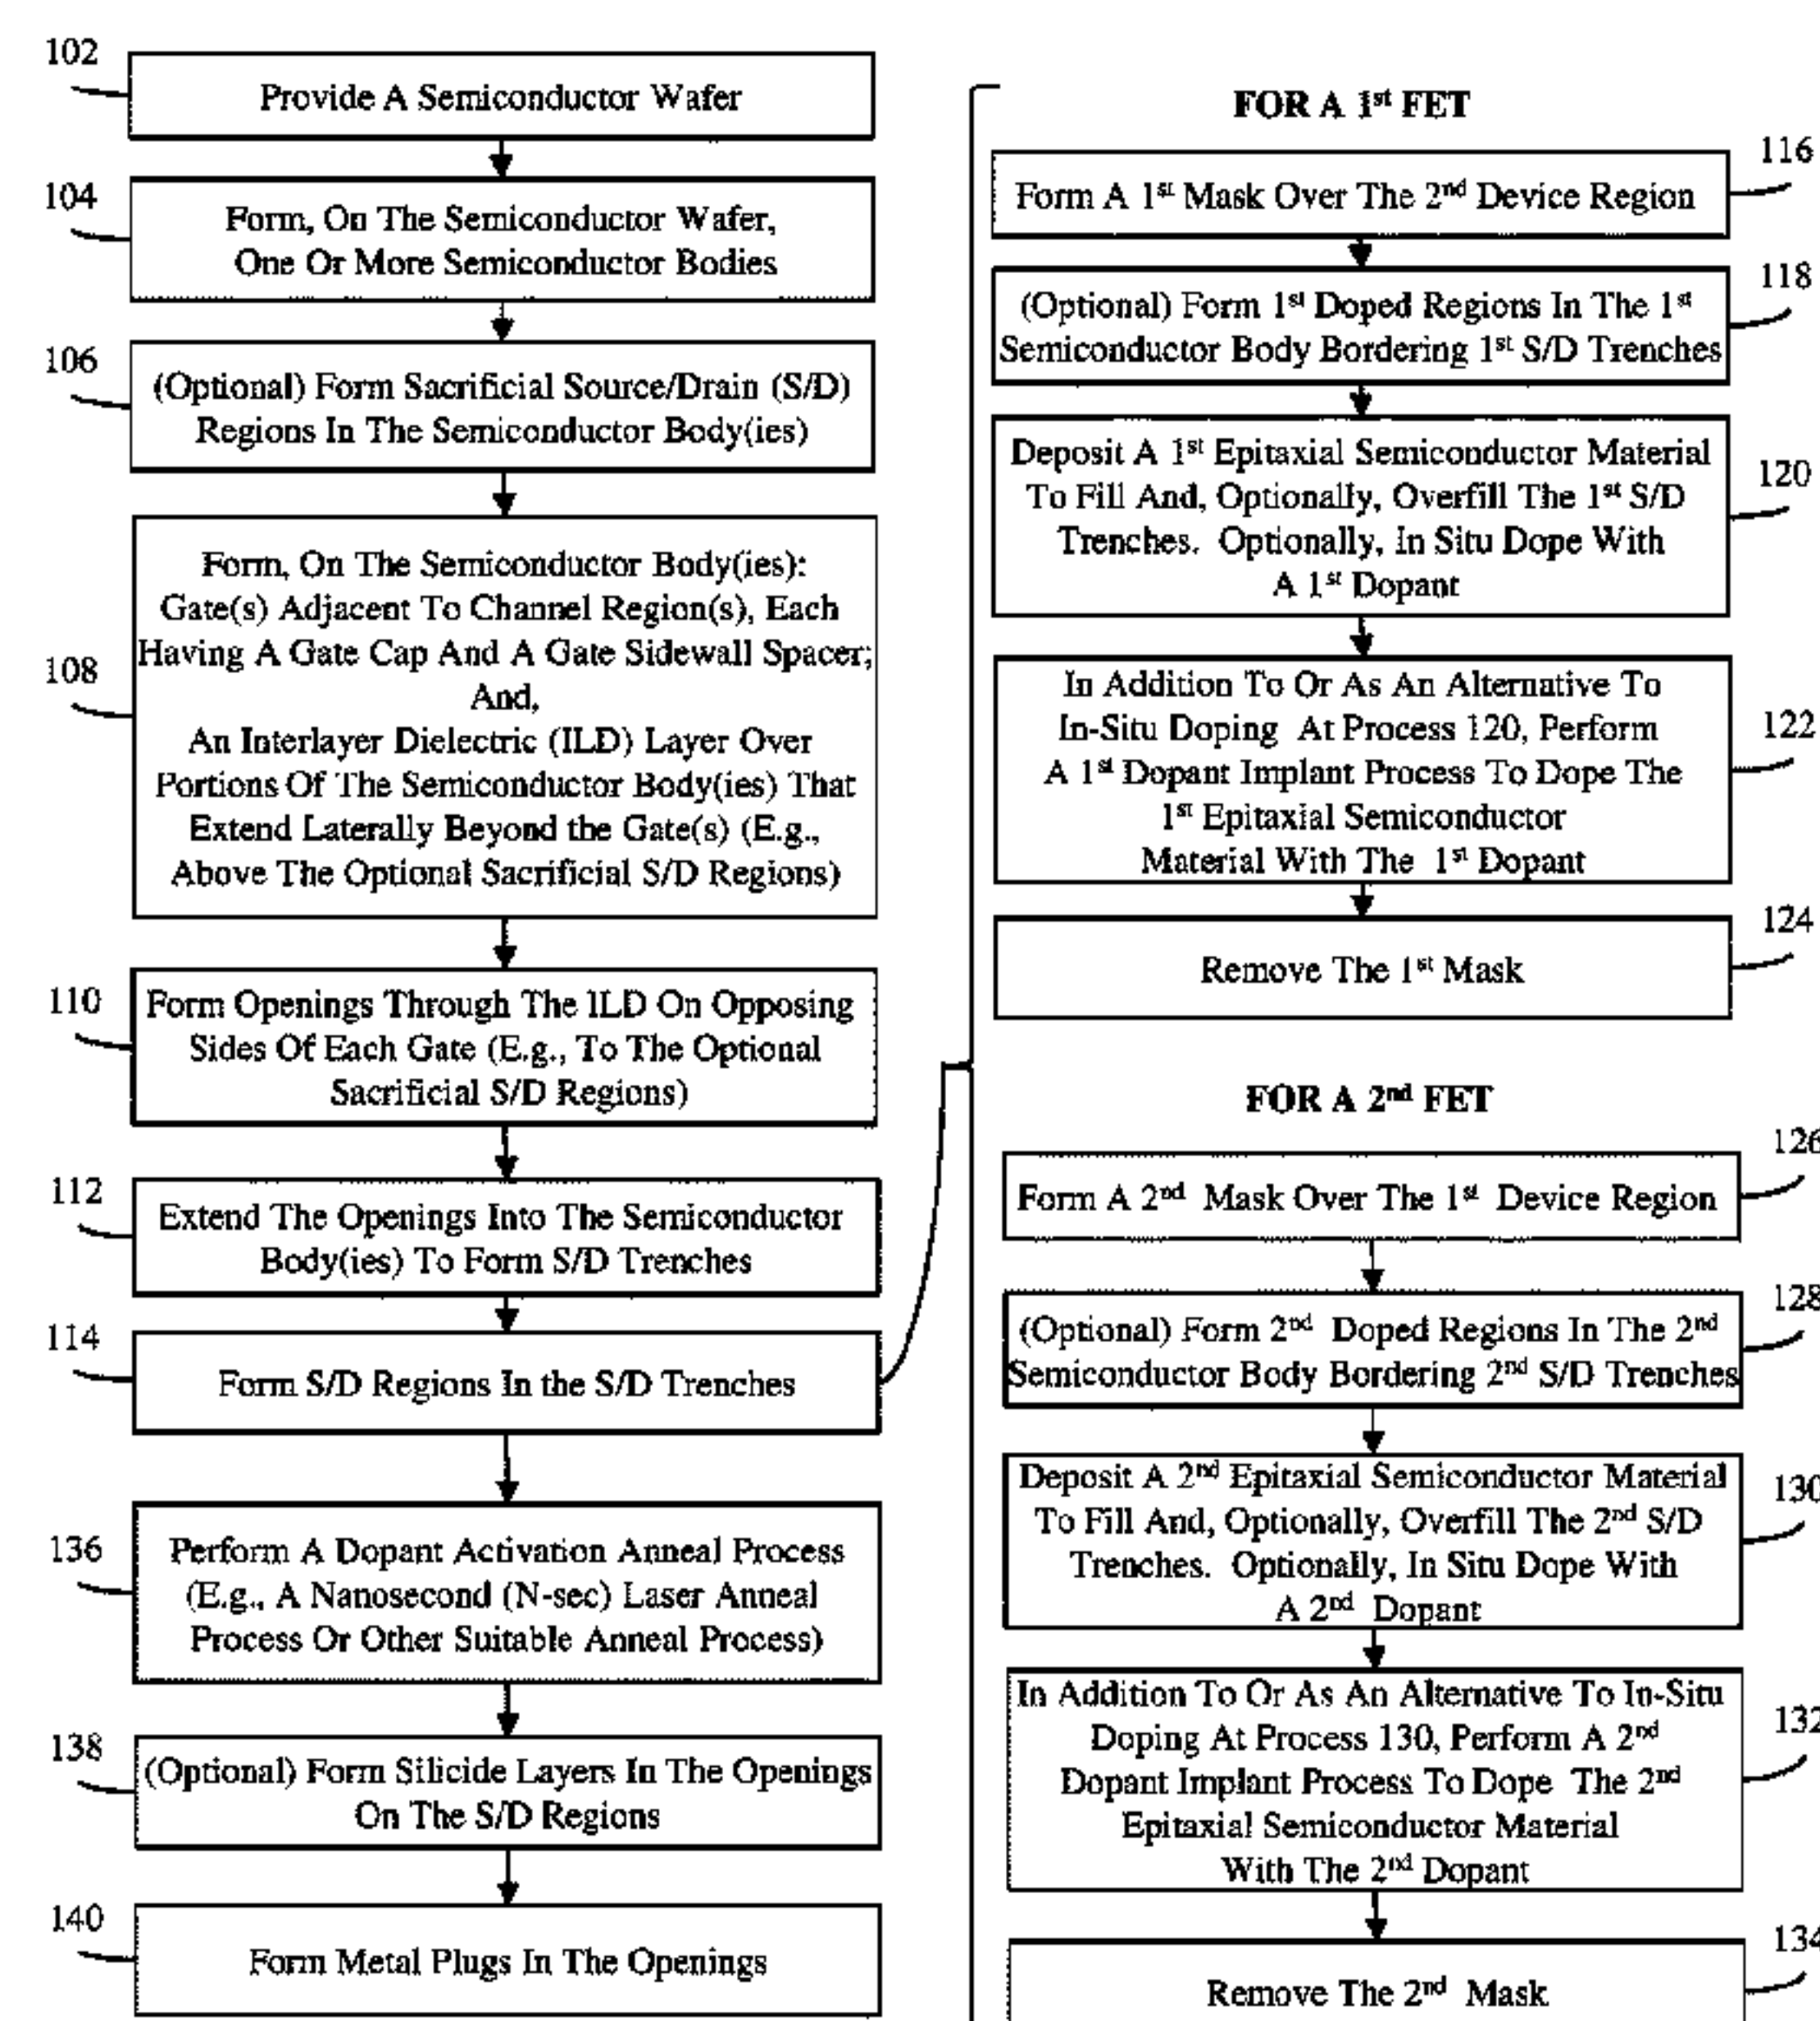 102
Provide A Semiconductor Wafer
104
Form, On The Semiconductor Wafer,
One Or More Semiconductor Bodies
106
(Optional) Form Sacrificial Source/Drain (S/D)
Regions In The Semiconductor Body(ies)
108
Form, On The Semiconductor Body(ies):
Gate(s) Adjacent To Channel Region(s), Each
Having A Gate Cap And A Gate Sidewall Spacer;
And,
An Interlayer Dielectric (ILD) Layer Over
Portions Of The Semiconductor Body(ies) That
Extend Laterally Beyond the Gate(s) (E.g.,
Above The Optional Sacrificial S/D Regions)
110
Form Openings Through The ILD On Opposing
Sides Of Each Gate (E.g., To The Optional
Sacrificial S/D Regions)
112
Extend The Openings Into The Semiconductor
Body(ies) To Form S/D Trenches
114
Form S/D Regions In the S/D Trenches
136
Perform A Dopant Activation Anneal Process
(E.g., A Nanosecond (N-sec) Laser Anneal
Process Or Other Suitable Anneal Process)
138
(Optional) Form Silicide Layers In The Openings
On The S/D Regions
140
Form Metal Plugs In The Openings
FOR A 1st FET
116
Form A 1st Mask Over The 2nd Device Region
118
(Optional) Form 1st Doped Regions In The 1st
Semiconductor Body Bordering 1st S/D Trenches
120
Deposit A 1st Epitaxial Semiconductor Material
To Fill And, Optionally, Overfill The 1st S/D
Trenches. Optionally, In Situ Dope With
A 1st Dopant
122
In Addition To Or As An Alternative To
In-Situ Doping At Process 120, Perform
A 1st Dopant Implant Process To Dope The
1st Epitaxial Semiconductor
Material With The 1st Dopant
124
Remove The 1st Mask
FOR A 2nd FET
126
Form A 2nd Mask Over The 1st Device Region
128
(Optional) Form 2nd Doped Regions In The 2nd
Semiconductor Body Bordering 2nd S/D Trenches
130
Deposit A 2nd Epitaxial Semiconductor Material
To Fill And, Optionally, Overfill The 2nd S/D
Trenches. Optionally, In Situ Dope With
A 2nd Dopant
132
In Addition To Or As An Alternative To In-Situ
Doping At Process 130, Perform A 2nd
Dopant Implant Process To Dope The 2nd
Epitaxial Semiconductor Material
With The 2nd Dopant
134
Remove The 2nd Mask